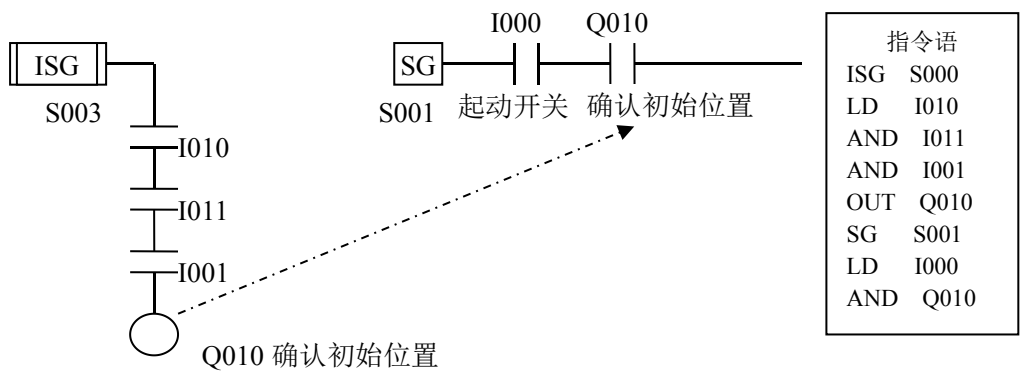 I000 Q010
ISG
SG
S003
S001
起动开关 确认初始位置
I010
I011
I001
Q010 确认初始位置
指令语
ISG S000
LD I010
AND I011
AND I001
OUT Q010
SG S001
LD I000
AND Q010